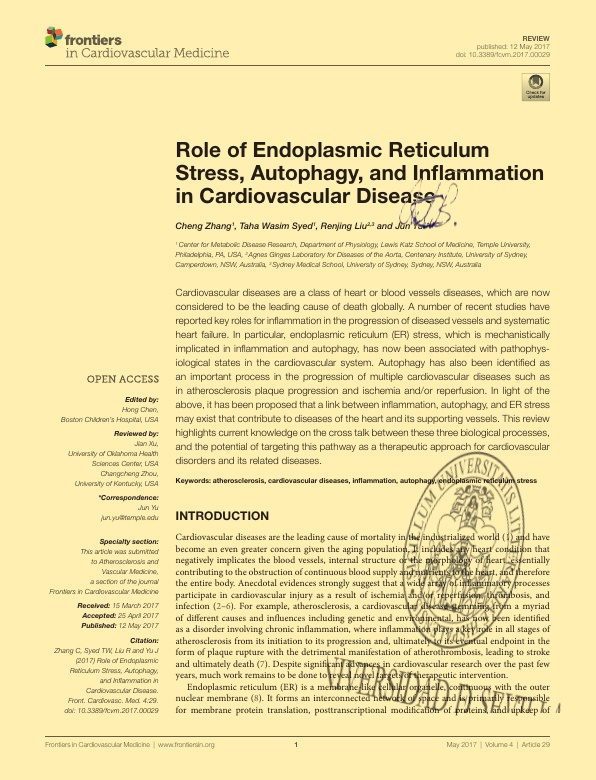 frontiers
in Cardiovascular Medicine
REVIEW
published: 12 May 2017
doi: 10.3389/fcvm.2017.00029
Check for
updates
Role of Endoplasmic Reticulum
Stress, Autophagy, and Inflammation
in Cardiovascular Disease
Cheng Zhang1, Taha Wasim Syed1, Renjing Liu2,3 and Jun Yu1*
1 Center for Metabolic Disease Research, Department of Physiology, Lewis Katz School of Medicine, Temple University,
Philadelphia, PA, USA, 2 Agnes Ginges Laboratory for Diseases of the Aorta, Centenary Institute, University of Sydney,
Camperdown, NSW, Australia, 3 Sydney Medical School, University of Sydney, Sydney, NSW, Australia
Cardiovascular diseases are a class of heart or blood vessels diseases, which are now
considered to be the leading cause of death globally. A number of recent studies have
reported key roles for inflammation in the progression of diseased vessels and systematic
heart failure. In particular, endoplasmic reticulum (ER) stress, which is mechanistically
implicated in inflammation and autophagy, has now been associated with pathophys-
iological states in the cardiovascular system. Autophagy has also been identified as
an important process in the progression of multiple cardiovascular diseases such as
in atherosclerotic plaque progression and ischemia and/or reperfusion. In light of the
above, it has been proposed that a link between inflammation, autophagy, and ER stress
may exist that contribute to diseases of the heart and its supporting vessels. This review
highlights current knowledge on the cross talk between these three biological processes,
and the potential of targeting this pathway as a therapeutic approach for cardiovascular
disorders and its related diseases.
Keywords: atherosclerosis, cardiovascular diseases, inflammation, autophagy, endoplasmic reticulum stress
OPEN ACCESS
Edited by:
Hong Chen,
Boston Children's Hospital, USA
Reviewed by:
Jian Xu,
University of Oklahoma Health
Sciences Center, USA
Changcheng Zhou,
University of Kentucky, USA
*Correspondence:
Jun Yu
jun.yu@temple.edu
Specialty section:
This article was submitted
to Atherosclerosis and
Vascular Medicine,
a section of the journal
Frontiers in Cardiovascular Medicine
Received: 15 March 2017
Accepted: 25 April 2017
Published: 12 May 2017
Citation:
Zhang C, Syed TW, Liu R and Yu J
(2017) Role of Endoplasmic
Reticulum Stress, Autophagy,
and Inflammation in
Cardiovascular Disease.
Front. Cardiovasc. Med. 4:29.
doi: 10.3389/fcvm.2017.00029
INTRODUCTION
Cardiovascular diseases are the leading cause of mortality in the industrialized world (1) and have
become an even greater concern given the aging population. It includes any heart condition that
negatively implicates the blood vessels, internal structure or the morphology of heart, essentially
contributing to the obstruction of continuous blood supply and nutrients to the heart, and therefore
the entire body. Anecdotal evidences strongly suggest that a wide array of inflammatory processes
participate in cardiovascular injury as a result of ischemia and/or reperfusion, thrombosis, and
infection (2–6). For example, atherosclerosis, a cardiovascular disease stemming from a myriad
of different causes and influences including genetic and environmental, has now been identified
as a disorder involving chronic inflammation, where inflammation plays a key role in all stages of
atherosclerosis from its initiation to its progression, and ultimately to its eventual endpoint in the
form of plaque rupture with the detrimental manifestation of atherothrombosis, leading to stroke
and ultimately death (7). Despite significant advances in cardiovascular research over the past few
years, much work remains to be done to reveal novel targets of therapeutic intervention.
Endoplasmic reticulum (ER) is a membrane-like cellular organelle, continuous with the outer
nuclear membrane (8). It forms an interconnected network of space and is primarily responsible
for membrane protein translation, posttranscriptional modification of proteins, and upkeep of
Frontiers in Cardiovascular Medicine | www.frontiersin.org
1
May 2017 | Volume 4 | Article 29